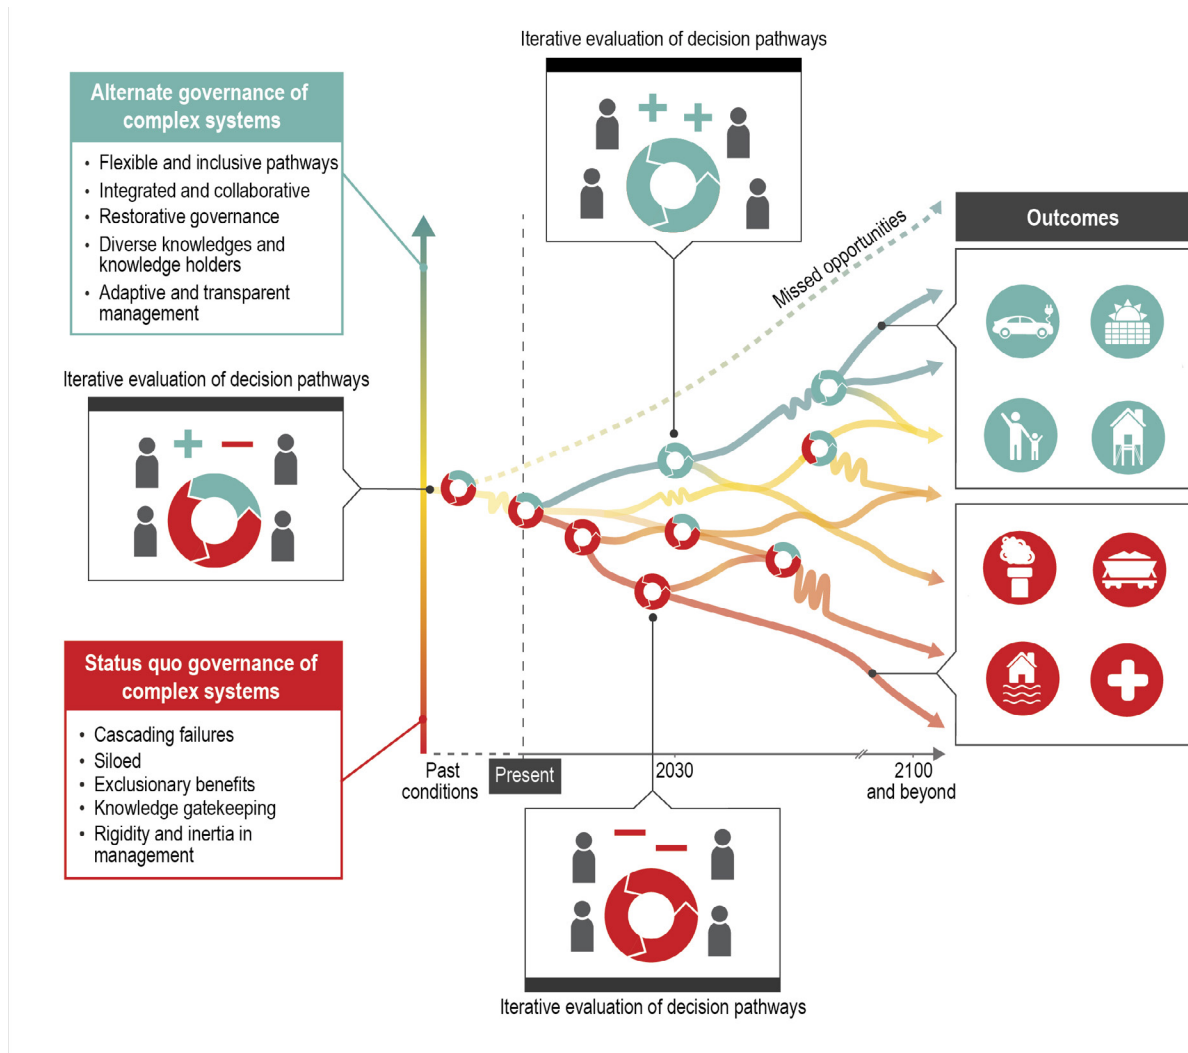 Iterative evaluation of decision pathways
Alternate governance of
complex systems
• Flexible and inclusive pathways
• Integrated and collaborative
• Restorative governance
• Diverse knowledges and
knowledge holders
• Adaptive and transparent
management
Missed opportunities
Outcomes
Iterative evaluation of decision pathways
Status quo governance of
complex systems
• Cascading failures
• Siloed
• Exclusionary benefits
• Knowledge gatekeeping
• Rigidity and inertia in
management
Past
conditions
Present
2030
2100
and beyond
Iterative evaluation of decision pathways